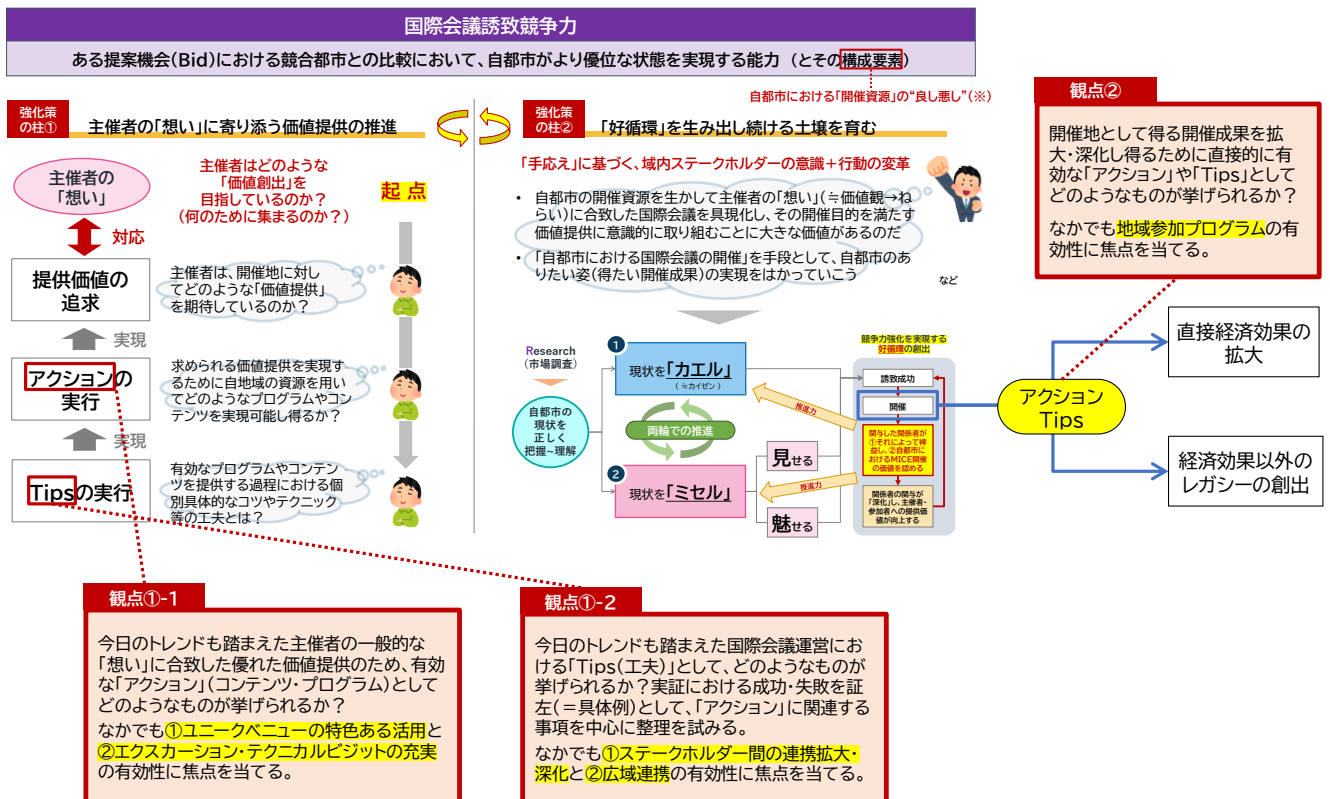 国際会議誘致競争力
ある提案機会(Bid)における競合都市との比較において、自都市がより優位な状態を実現する能力 (とその構成要素)
自都市における「開催資源」の“良し悪し”(※)
強化策
の柱①
主催者の「想い」に寄り添う価値提供の推進
主催者の
「想い」
主催者はどのような
「価値創出」を
目指しているのか?
(何のために集まるのか?)
起 点
対応
提供価値の
追求
主催者は、開催地に対し
てどのような「価値提供」
を期待しているのか?
実現
アクションの
実行
求められる価値提供を実現す
るために自地域の資源を用い
てどのようなプログラムやコン
テンツを実現可能し得るか?
実現
Tipsの実行
有効なプログラムやコンテン
ツを提供する過程における個
別具体的なコツやテクニック
等の工夫とは?
強化策
の柱②
「好循環」を生み出し続ける土壌を育む
「手応え」に基づく、域内ステークホルダーの意識+行動の変革
• 自都市の開催資源を生かして主催者の「想い」(≒価値観→ね
らい)に合致した国際会議を具現化し、その開催目的を満たす
価値提供に意識的に取り組むことに大きな価値があるのだ
• 「自都市における国際会議の開催」を手段として、自都市のあ
りたい姿(得たい開催成果)の実現をはかっていこう
など
Research
(市場調査)
自都市の
現状を
正しく
把握~理解
1
現状を「カエル」
(≒カイゼン)
両輪での推進
2
現状を「ミセル」
見せる
魅せる
推進力
推進力
競争力強化を実現する
好循環の創出
誘致成功
開催
関与した関係者が
①それによって裨
益し、②自都市に
おけるMICE開催
の価値を認める
関係者の関与が
「深化」し、主催者・
参加者への提供価
値が向上する
観点②
開催地として得る開催成果を拡
大・深化し得るために直接的に有
効な「アクション」や「Tips」として
どのようなものが挙げられるか?
なかでも地域参加プログラムの有
効性に焦点を当てる。
アクション
Tips
直接経済効果の
拡大
経済効果以外の
レガシーの創出
観点①-1
今日のトレンドも踏まえた主催者の一般的な
「想い」に合致した優れた価値提供のため、有効
な「アクション」(コンテンツ・プログラム)として
どのようなものが挙げられるか?
なかでも①ユニークベニューの特色ある活用と
②エクスカーション・テクニカルビジットの充実
の有効性に焦点を当てる。
観点①-2
今日のトレンドも踏まえた国際会議運営にお
ける「Tips(工夫)」として、どのようなものが
挙げられるか?実証における成功・失敗を証
左(=具体例)として、「アクション」に関連する
事項を中心に整理を試みる。
なかでも①ステークホルダー間の連携拡大・
深化と②広域連携の有効性に焦点を当てる。